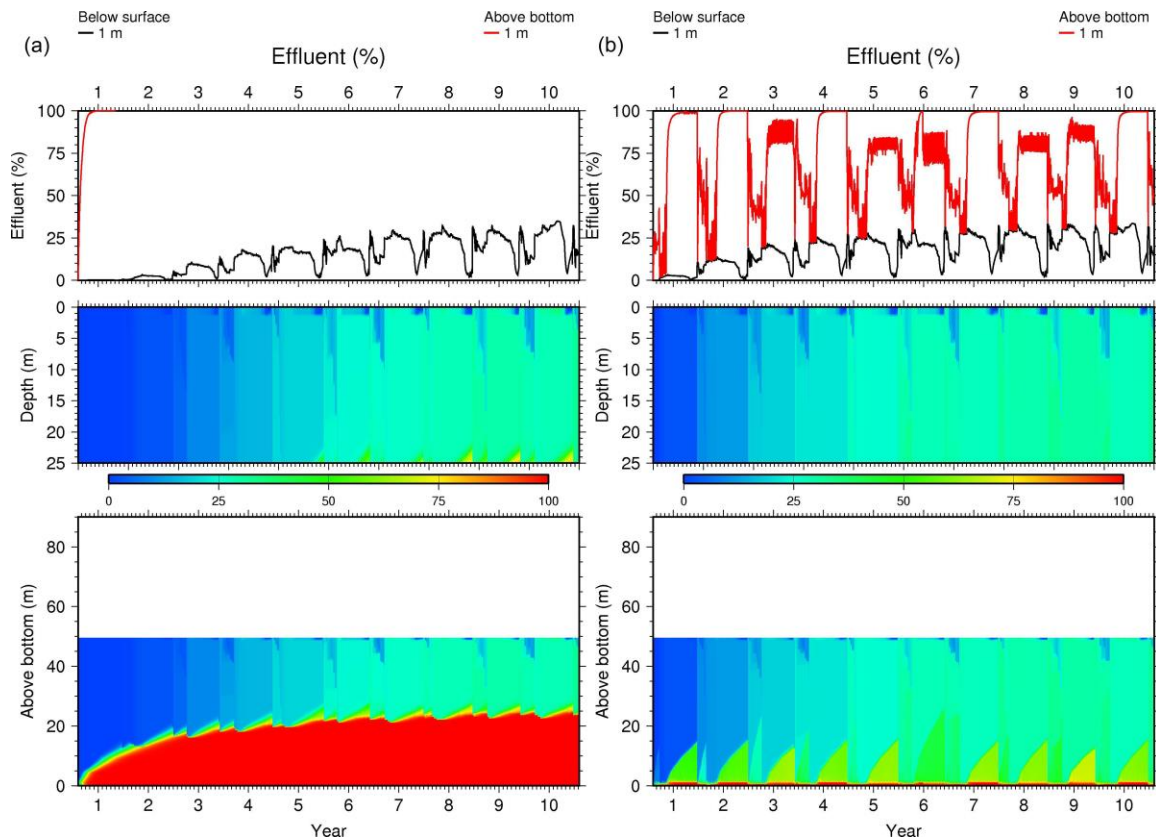 Below surface
1 m
Above bottom
1 m
(a)
Effluent (%)
1 2 3 4 5 6 7 8 9 10
Effluent (%)
100
75
50
25
0
Depth (m)
0
5
10
15
20
25
0 25 50 75 100
Above bottom (m)
80
60
40
20
0
1 2 3 4 5 6 7 8 9 10
Year
Below surface
1 m
Above bottom
1 m
(b)
Effluent (%)
1 2 3 4 5 6 7 8 9 10
Effluent (%)
100
75
50
25
0
Depth (m)
0
5
10
15
20
25
0 25 50 75 100
Above bottom (m)
80
60
40
20
0
1 2 3 4 5 6 7 8 9 10
Year